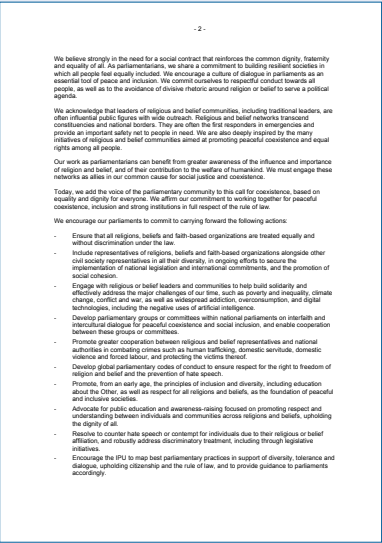 - 2 -
We believe strongly in the need for a social contract that reinforces the common dignity, fraternity
and equality of all. As parliamentarians, we share a commitment to building resilient societies in
which all people feel equally included. We encourage a culture of dialogue in parliaments as an
essential tool of peace and inclusion. We commit ourselves to respectful conduct towards all
people, as well as to the avoidance of divisive rhetoric around religion or belief to serve a political
agenda.
We acknowledge that leaders of religious and belief communities, including traditional leaders, are
often influential public figures with wide outreach. Religious and belief networks transcend
constituencies and national borders. They are often the first responders in emergencies and
provide an important safety net to people in need. We are also deeply inspired by the many
initiatives of religious and belief communities aimed at promoting peaceful coexistence and equal
rights among all people.
Our work as parliamentarians can benefit from greater awareness of the influence and importance
of religion and belief, and of their contribution to the welfare of humankind. We must engage these
networks as allies in our common cause for social justice and coexistence.
Today, we add the voice of the parliamentary community to this call for coexistence, based on
equality and dignity for everyone. We affirm our commitment to working together for peaceful
coexistence, inclusion and strong institutions in full respect of the rule of law.
We encourage our parliaments to commit to carrying forward the following actions:
- Ensure that all religions, beliefs and faith-based organizations are treated equally and
without discrimination under the law.
- Include representatives of religions, beliefs and faith-based organizations alongside other
civil society representatives in all their diversity, in ongoing efforts to secure the
implementation of national legislation and international commitments, and the promotion of
social cohesion.
- Engage with religious or belief leaders and communities to help build solidarity and
effectively address the major challenges of our time, such as poverty and inequality, climate
change, conflict and war, as well as widespread addiction, overconsumption, and digital
technologies, including the negative uses of artificial intelligence.
- Develop parliamentary groups or committees within national parliaments on interfaith and
intercultural dialogue for peaceful coexistence and social inclusion, and enable cooperation
between these groups or committees.
- Promote greater cooperation between religious and belief representatives and national
authorities in combating crimes such as human trafficking, domestic servitude, domestic
violence and forced labour, and protecting the victims thereof.
- Develop global parliamentary codes of conduct to ensure respect for the right to freedom of
religion and belief and the prevention of hate speech.
- Promote, from an early age, the principles of inclusion and diversity, including education
about the Other, as well as respect for all religions and beliefs, as the foundation of peaceful
and inclusive societies.
- Advocate for public education and awareness-raising focused on promoting respect and
understanding between individuals and communities across religions and beliefs, upholding
the dignity of all.
- Resolve to counter hate speech or contempt for individuals due to their religious or belief
affiliation, and robustly address discriminatory treatment, including through legislative
initiatives.
- Encourage the IPU to map best parliamentary practices in support of diversity, tolerance and
dialogue, upholding citizenship and the rule of law, and to provide guidance to parliaments
accordingly.